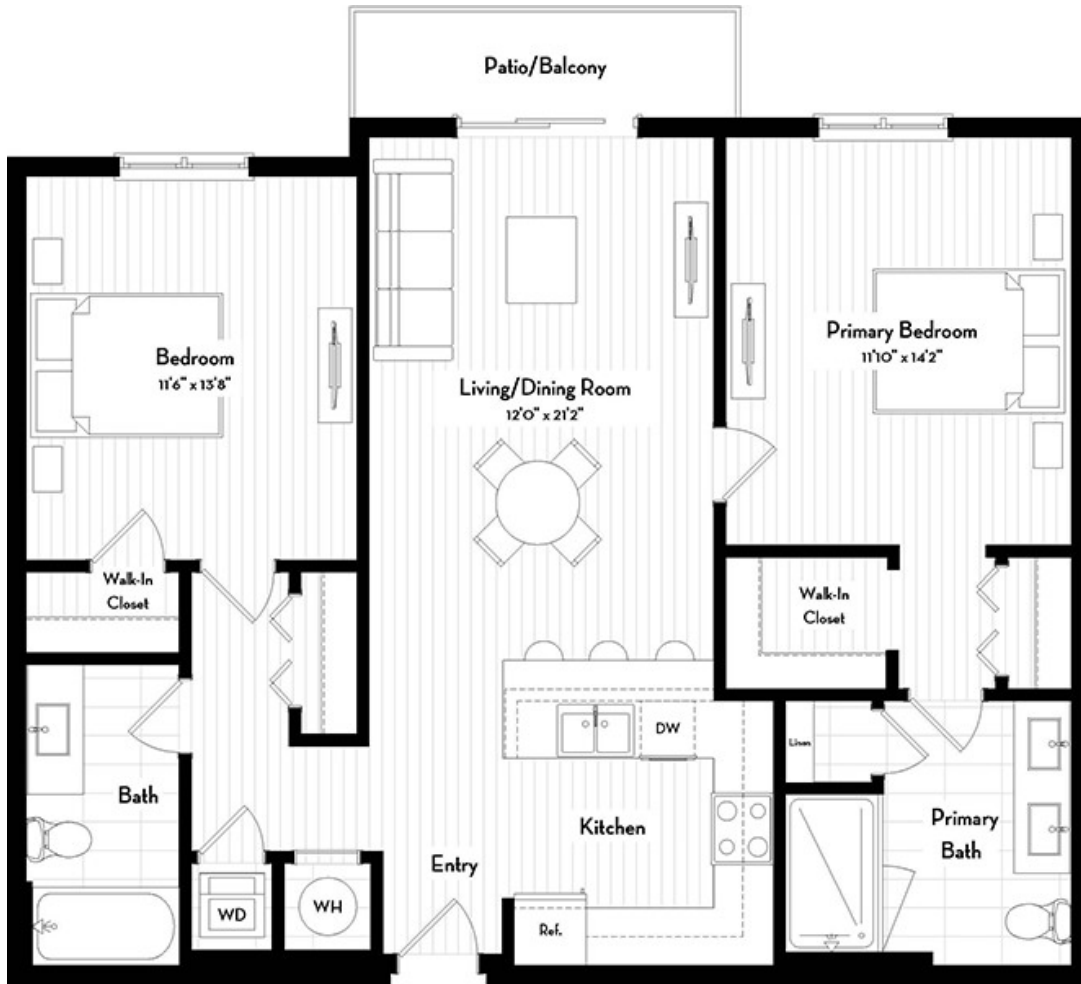 Patio/Balcony
Bedroom
11'6" x 13'8"
Living/Dining Room
12'0" x 21'2"
Primary Bedroom
11'10" x 14'2"
Walk-In
Closet
Walk-In
Closet
Bath
WD
WH
Entry
DW
Kitchen
Ref.
Linen
Primary
Bath